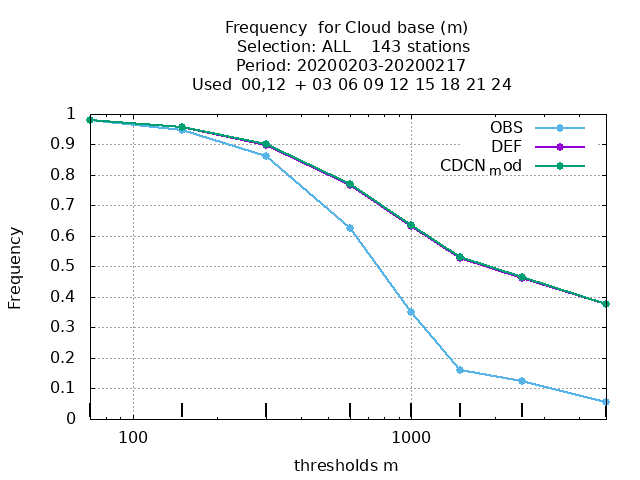 Frequency  for Cloud base (m)
Selection: ALL    143 stations
Period: 20200203-20200217
Used  00,12  + 03 06 09 12 15 18 21 24
OBS
DEF
CDCNmod
1
0.9
0.8
0.7
0.6
0.5
0.4
0.3
0.2
0.1
0
Frequency
100
1000
thresholds m